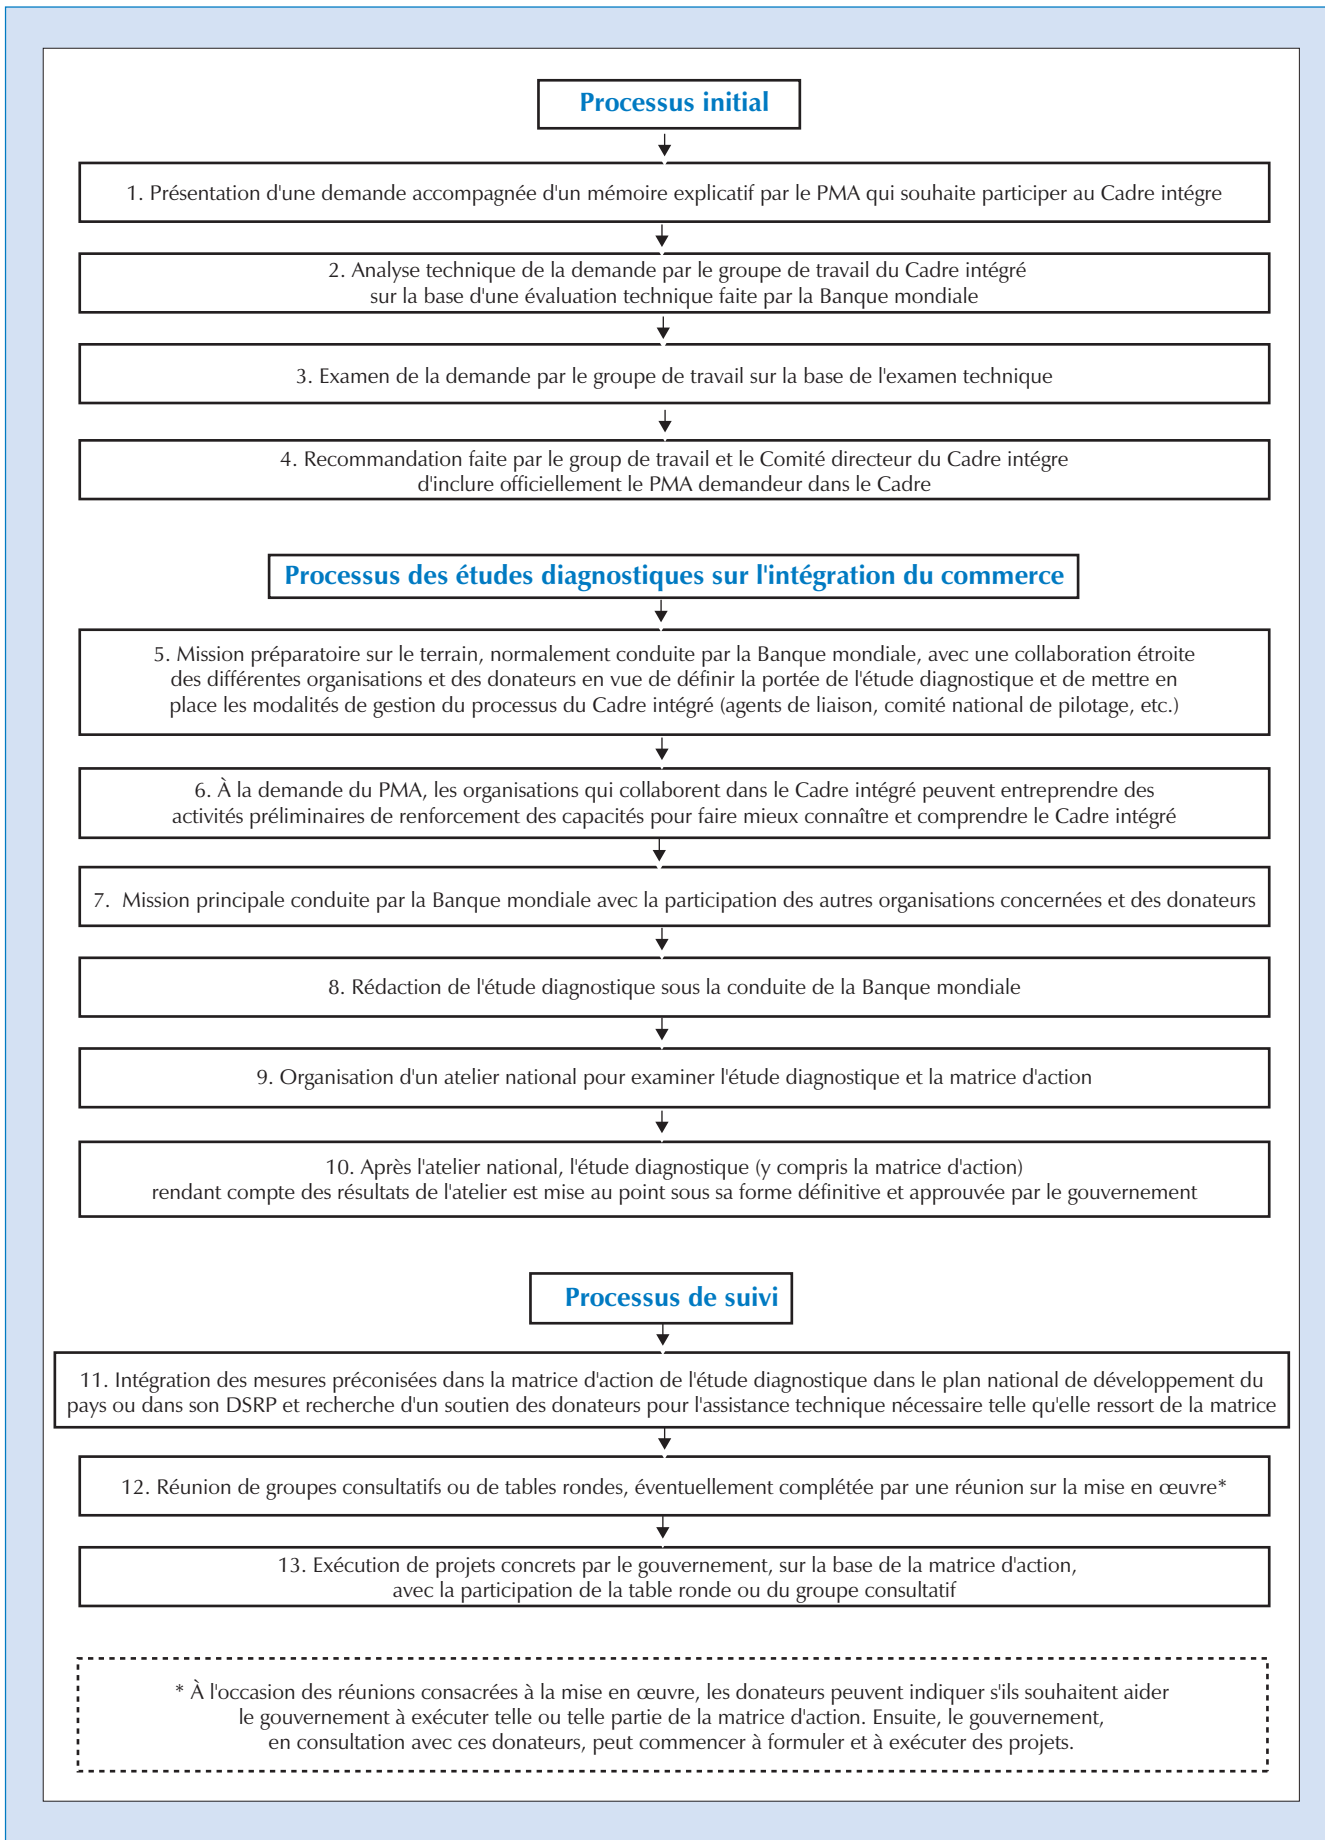 Processus initial
1. Présentation d'une demande accompagnée d'un mémoire explicatif par le PMA qui souhaite participer au Cadre intégre
2. Analyse technique de la demande par le groupe de travail du Cadre intégré
sur la base d'une évaluation technique faite par la Banque mondiale
3. Examen de la demande par le groupe de travail sur la base de l'examen technique
4. Recommandation faite par le group de travail et le Comité directeur du Cadre intégre
d'inclure officiellement le PMA demandeur dans le Cadre
Processus des études diagnostiques sur l'intégration du commerce
5. Mission préparatoire sur le terrain, normalement conduite par la Banque mondiale, avec une collaboration étroite
des différentes organisations et des donateurs en vue de définir la portée de l'étude diagnostique et de mettre en
place les modalités de gestion du processus du Cadre intégré (agents de liaison, comité national de pilotage, etc.)
6. À la demande du PMA, les organisations qui collaborent dans le Cadre intégré peuvent entreprendre des
activités préliminaires de renforcement des capacités pour faire mieux connaître et comprendre le Cadre intégré
7. Mission principale conduite par la Banque mondiale avec la participation des autres organisations concernées et des donateurs
8. Rédaction de l'étude diagnostique sous la conduite de la Banque mondiale
9. Organisation d'un atelier national pour examiner l'étude diagnostique et la matrice d'action
10. Après l'atelier national, l'étude diagnostique (y compris la matrice d'action)
rendant compte des résultats de l'atelier est mise au point sous sa forme définitive et approuvée par le gouvernement
Processus de suivi
11. Intégration des mesures préconisées dans la matrice d'action de l'étude diagnostique dans le plan national de développement du
pays ou dans son DSRP et recherche d'un soutien des donateurs pour l'assistance technique nécessaire telle qu'elle ressort de la matrice
12. Réunion de groupes consultatifs ou de tables rondes, éventuellement complétée par une réunion sur la mise en œuvre*
13. Exécution de projets concrets par le gouvernement, sur la base de la matrice d'action,
avec la participation de la table ronde ou du groupe consultatif
* À l'occasion des réunions consacrées à la mise en œuvre, les donateurs peuvent indiquer s'ils souhaitent aider
le gouvernement à exécuter telle ou telle partie de la matrice d'action. Ensuite, le gouvernement,
en consultation avec ces donateurs, peut commencer à formuler et à exécuter des projets.